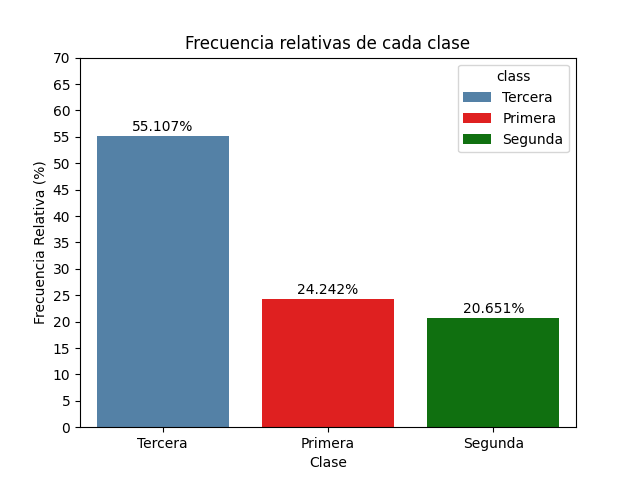 Frecuencia relativas de cada clase
Frecuencia Relativa (%)
70
65
60
55
50
45
40
35
30
25
20
15
10
5
0
55.107%
24.242%
20.651%
class
Tercera
Primera
Segunda
Tercera
Primera
Segunda
Clase